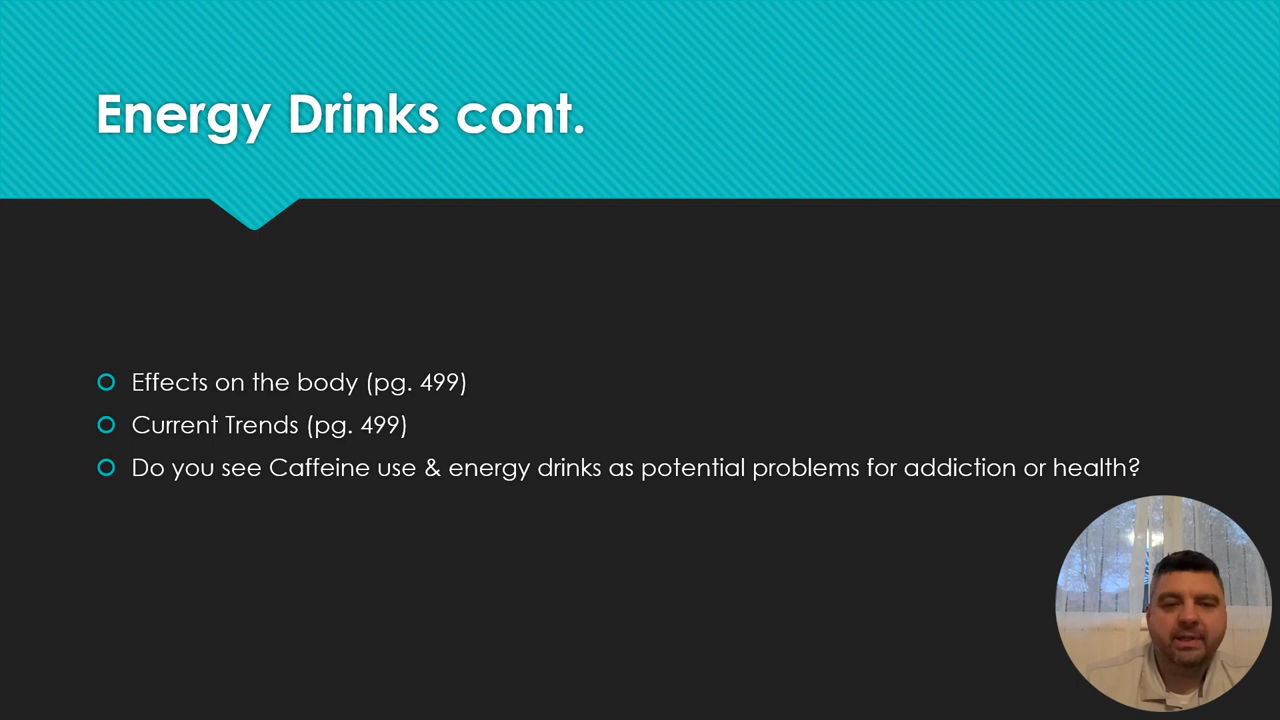 Energy Drinks cont.
Effects on the body (pg. 499)
Current Trends (pg. 499)
Do you see Caffeine use & energy drinks as potential problems for addiction or health?